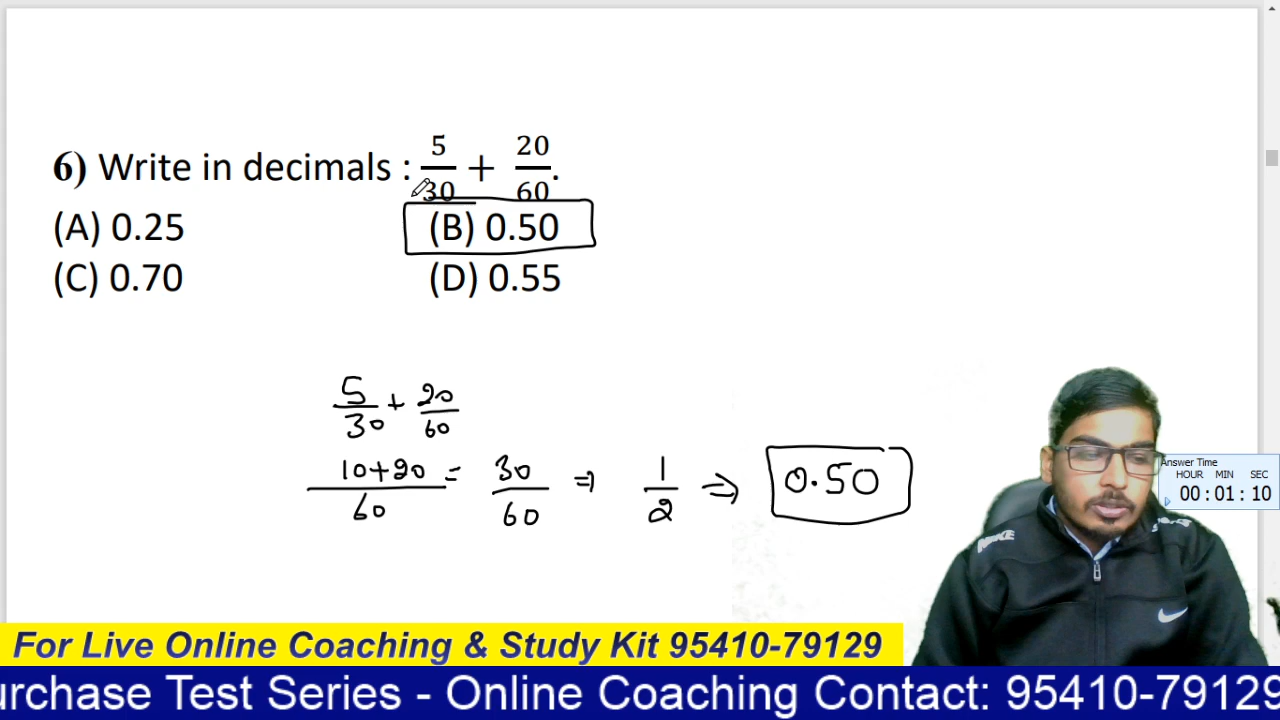 6) Write in decimals : 5/30 + 20/60.
(A) 0.25 (B) 0.50
(C) 0.70 (D) 0.55
5/30 + 20/60
10+20/60 = 30/60 ⇒ 1/2 ⇒ 0.50
Answer Time
HOUR MIN SEC
00:01:10
NIKE
For Live Online Coaching & Study Kit 95410-79129
urchase Test Series - Online Coaching Contact: 95410-79129